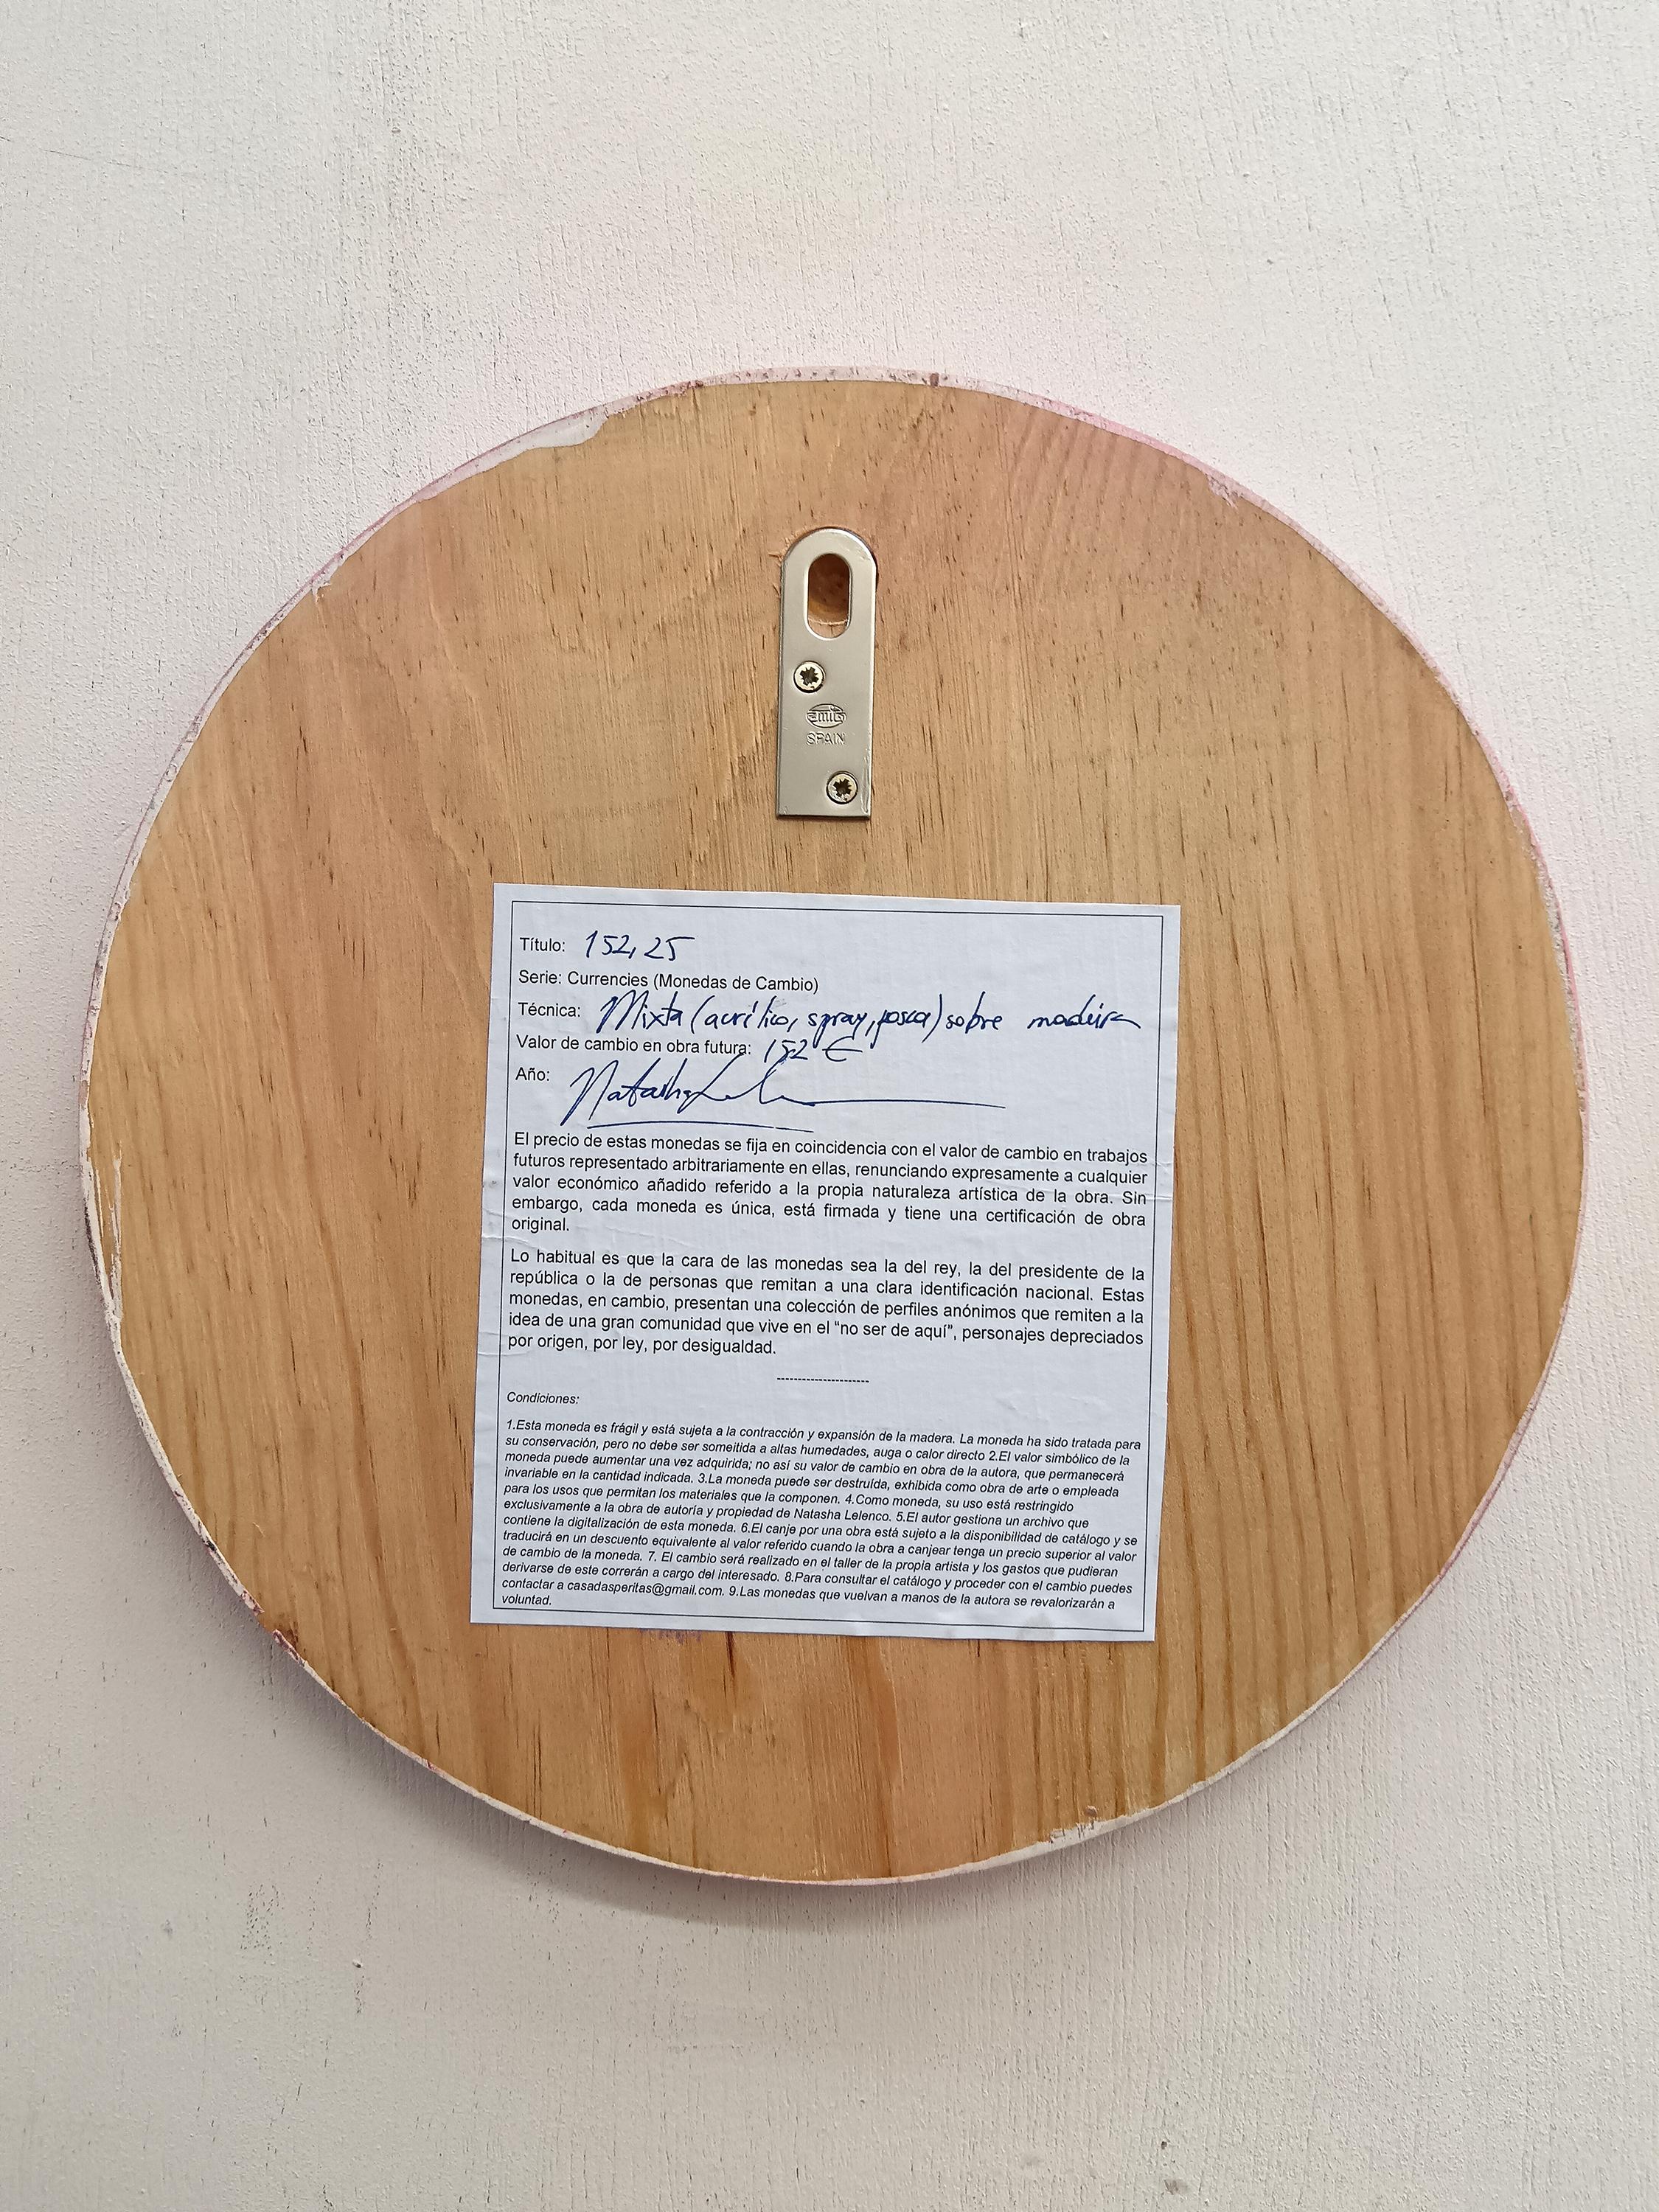 emuca
SPAIN
Título: 152,25
Serie: Currencies (Monedas de Cambio)
Técnica: Mixta (acrílico, spray, posca) sobre madeira
Valor de cambio en obra futura: 152 €
Año: Natasha Lelenco
El precio de estas monedas se fija en coincidencia con el valor de cambio en trabajos
futuros representado arbitrariamente en ellas, renunciando expresamente a cualquier
valor económico añadido referido a la propia naturaleza artística de la obra. Sin
embargo, cada moneda es única, está firmada y tiene una certificación de obra
original.
Lo habitual es que la cara de las monedas sea la del rey, la del presidente de la
república o la de personas que remitan a una clara identificación nacional. Estas
monedas, en cambio, presentan una colección de perfiles anónimos que remiten a la
idea de una gran comunidad que vive en el "no ser de aquí", personajes depreciados
por origen, por ley, por desigualdad.
----------------------
Condiciones:
1.Esta moneda es frágil y está sujeta a la contracción y expansión de la madera. La moneda ha sido tratada para
su conservación, pero no debe ser someitida a altas humedades, auga o calor directo 2.El valor simbólico de la
moneda puede aumentar una vez adquirida; no así su valor de cambio en obra de la autora, que permanecerá
invariable en la cantidad indicada. 3.La moneda puede ser destruída, exhibida como obra de arte o empleada
para los usos que permitan los materiales que la componen. 4.Como moneda, su uso está restringido
exclusivamente a la obra de autoría y propiedad de Natasha Lelenco. 5.El autor gestiona un archivo que
contiene la digitalización de esta moneda. 6.El canje por una obra está sujeto a la disponibilidad de catálogo y se
traducirá en un descuento equivalente al valor referido cuando la obra a canjear tenga un precio superior al valor
de cambio de la moneda. 7. El cambio será realizado en el taller de la propia artista y los gastos que pudieran
derivarse de este correrán a cargo del interesado. 8.Para consultar el catálogo y proceder con el cambio puedes
contactar a casadasperitas@gmail.com. 9.Las monedas que vuelvan a manos de la autora se revalorizarán a
voluntad.